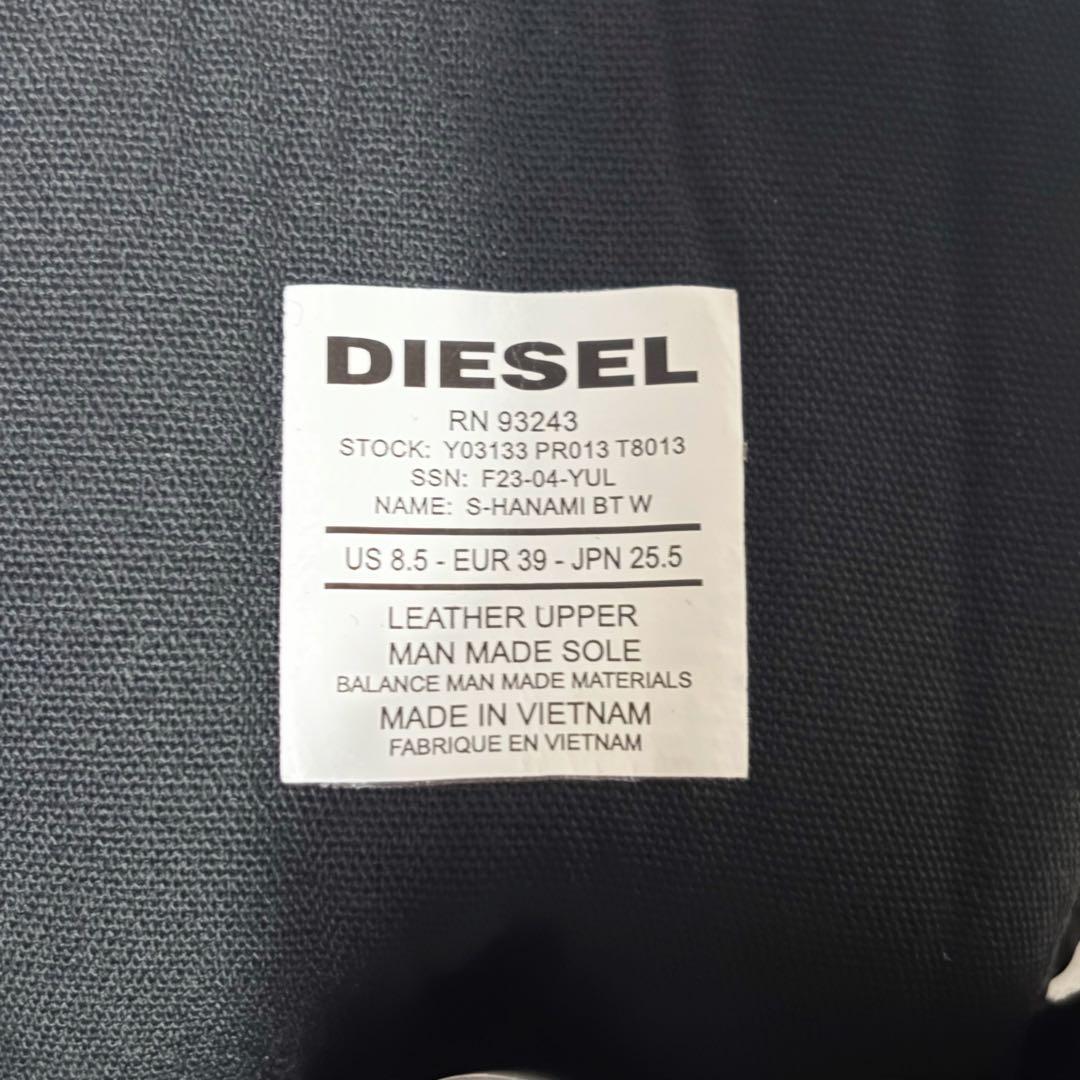 DIESEL
RN 93243
STOCK: Y03133 PR013 T8013
SSN: F23-04-YUL
NAME: S-HANAMI BT W
US 8.5 - EUR 39 - JPN 25.5
LEATHER UPPER
MAN MADE SOLE
BALANCE MAN MADE MATERIALS
MADE IN VIETNAM
FABRIQUE EN VIETNAM